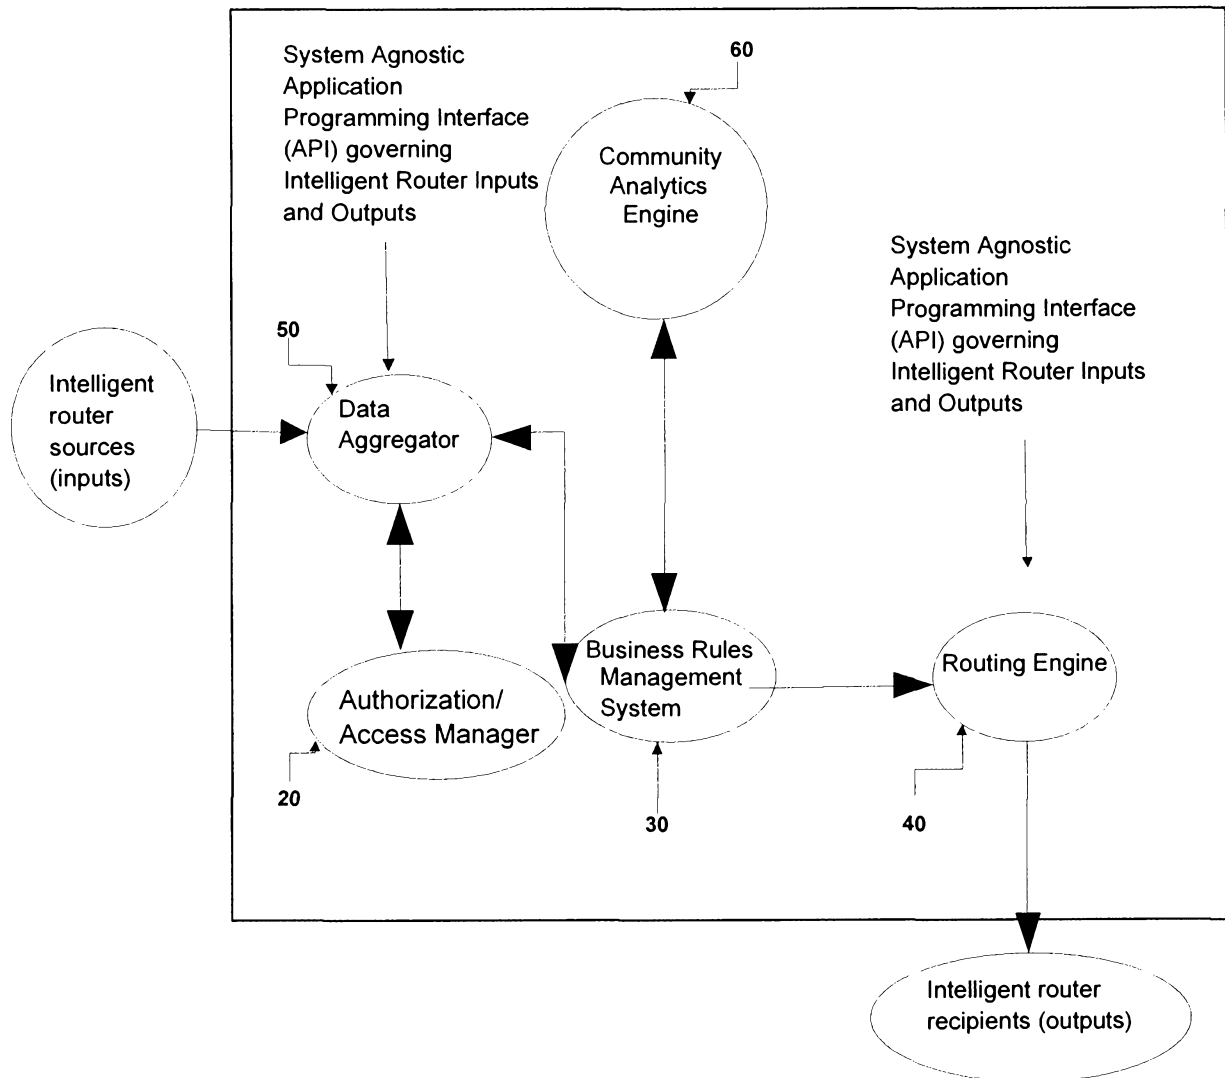 System Agnostic
Application
Programming Interface
(API) governing
Intelligent Router Inputs
and Outputs
60
Community
Analytics
Engine
System Agnostic
Application
Programming Interface
(API) governing
Intelligent Router Inputs
and Outputs
50
Intelligent
router
sources
(inputs)
Data
Aggregator
Business Rules
Management
System
Routing Engine
Authorization/
Access Manager
20
30
40
Intelligent router
recipients (outputs)